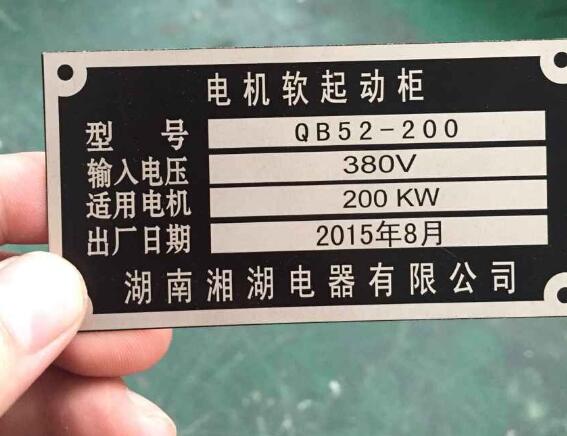 电机软起动柜
型号 QB52-200
输入电压 380V
适用电机 200 KW
出厂日期 2015年8月
湖南湘湖电器有限公司